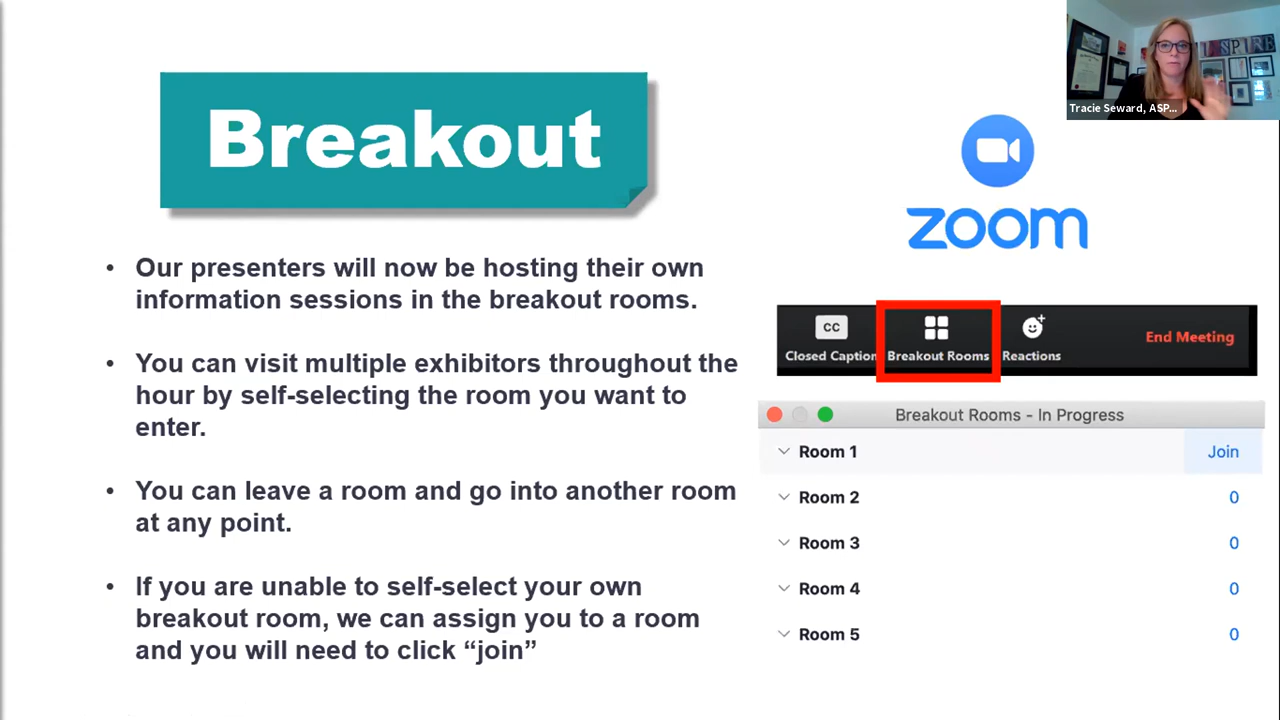 Breakout
• Our presenters will now be hosting their own
information sessions in the breakout rooms.
• You can visit multiple exhibitors throughout the
hour by self-selecting the room you want to
enter.
• You can leave a room and go into another room
at any point.
• If you are unable to self-select your own
breakout room, we can assign you to a room
and you will need to click “join”
SPIRE
Tracie Seward, ASP...
zoom
CC
Closed Caption
Breakout Rooms
Reactions
End Meeting
Breakout Rooms - In Progress
Room 1 Join
Room 2 0
Room 3 0
Room 4 0
Room 5 0